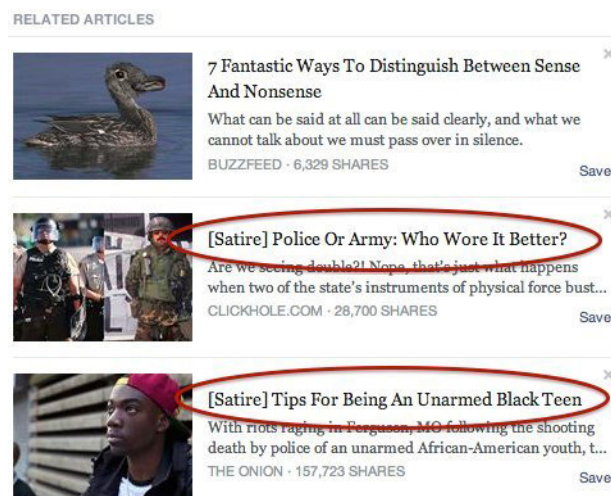 RELATED ARTICLES
7 Fantastic Ways To Distinguish Between Sense
And Nonsense
What can be said at all can be said clearly, and what we
cannot talk about we must pass over in silence.
BUZZFEED · 6,329 SHARES
Save
[Satire] Police Or Army: Who Wore It Better?
Are we seeing double?! Nope, that's just what happens
when two of the state's instruments of physical force bust...
CLICKHOLE.COM · 28,700 SHARES
Save
[Satire] Tips For Being An Unarmed Black Teen
With riots raging in Ferguson, MO following the shooting
death by police of an unarmed African-American youth, t...
THE ONION · 157,723 SHARES
Save